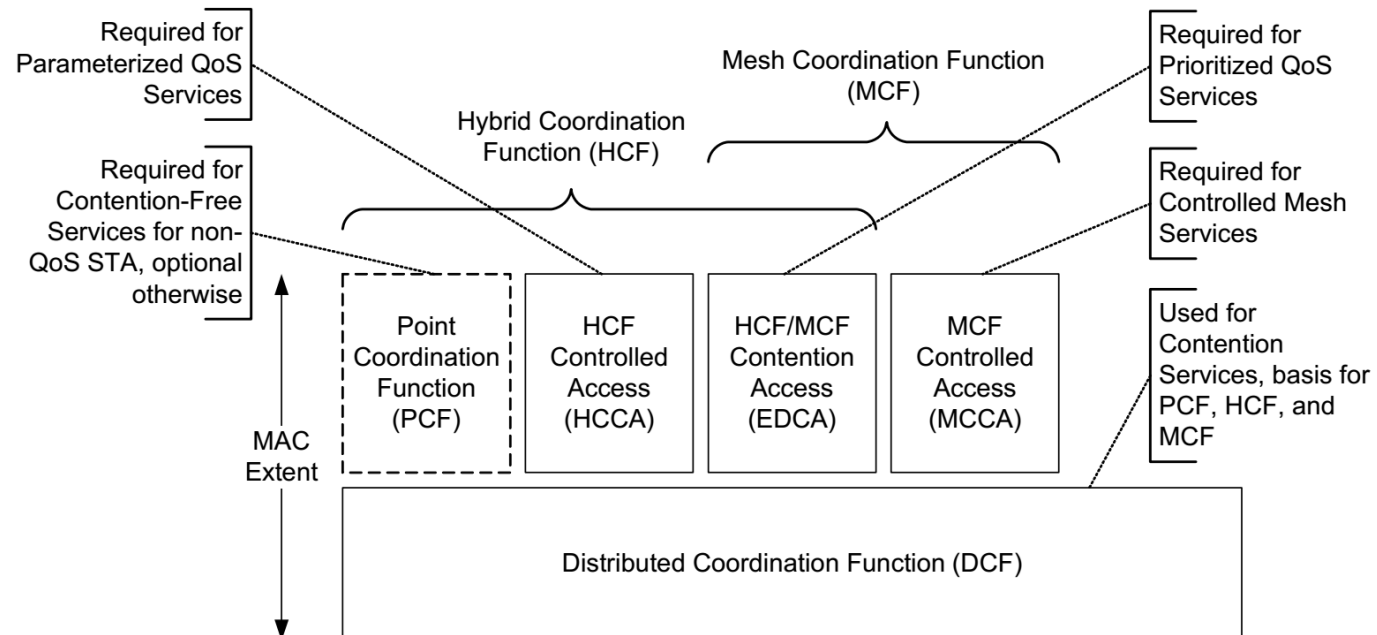 Required for
Parameterized QoS
Services
Required for
Contention-Free
Services for non-
QoS STA, optional
otherwise
Hybrid Coordination
Function (HCF)
Mesh Coordination Function
(MCF)
Required for
Prioritized QoS
Services
Required for
Controlled Mesh
Services
Used for
Contention
Services, basis for
PCF, HCF, and
MCF
MAC
Extent
Point
Coordination
Function
(PCF)
HCF
Controlled
Access
(HCCA)
HCF/MCF
Contention
Access
(EDCA)
MCF
Controlled
Access
(MCCA)
Distributed Coordination Function (DCF)